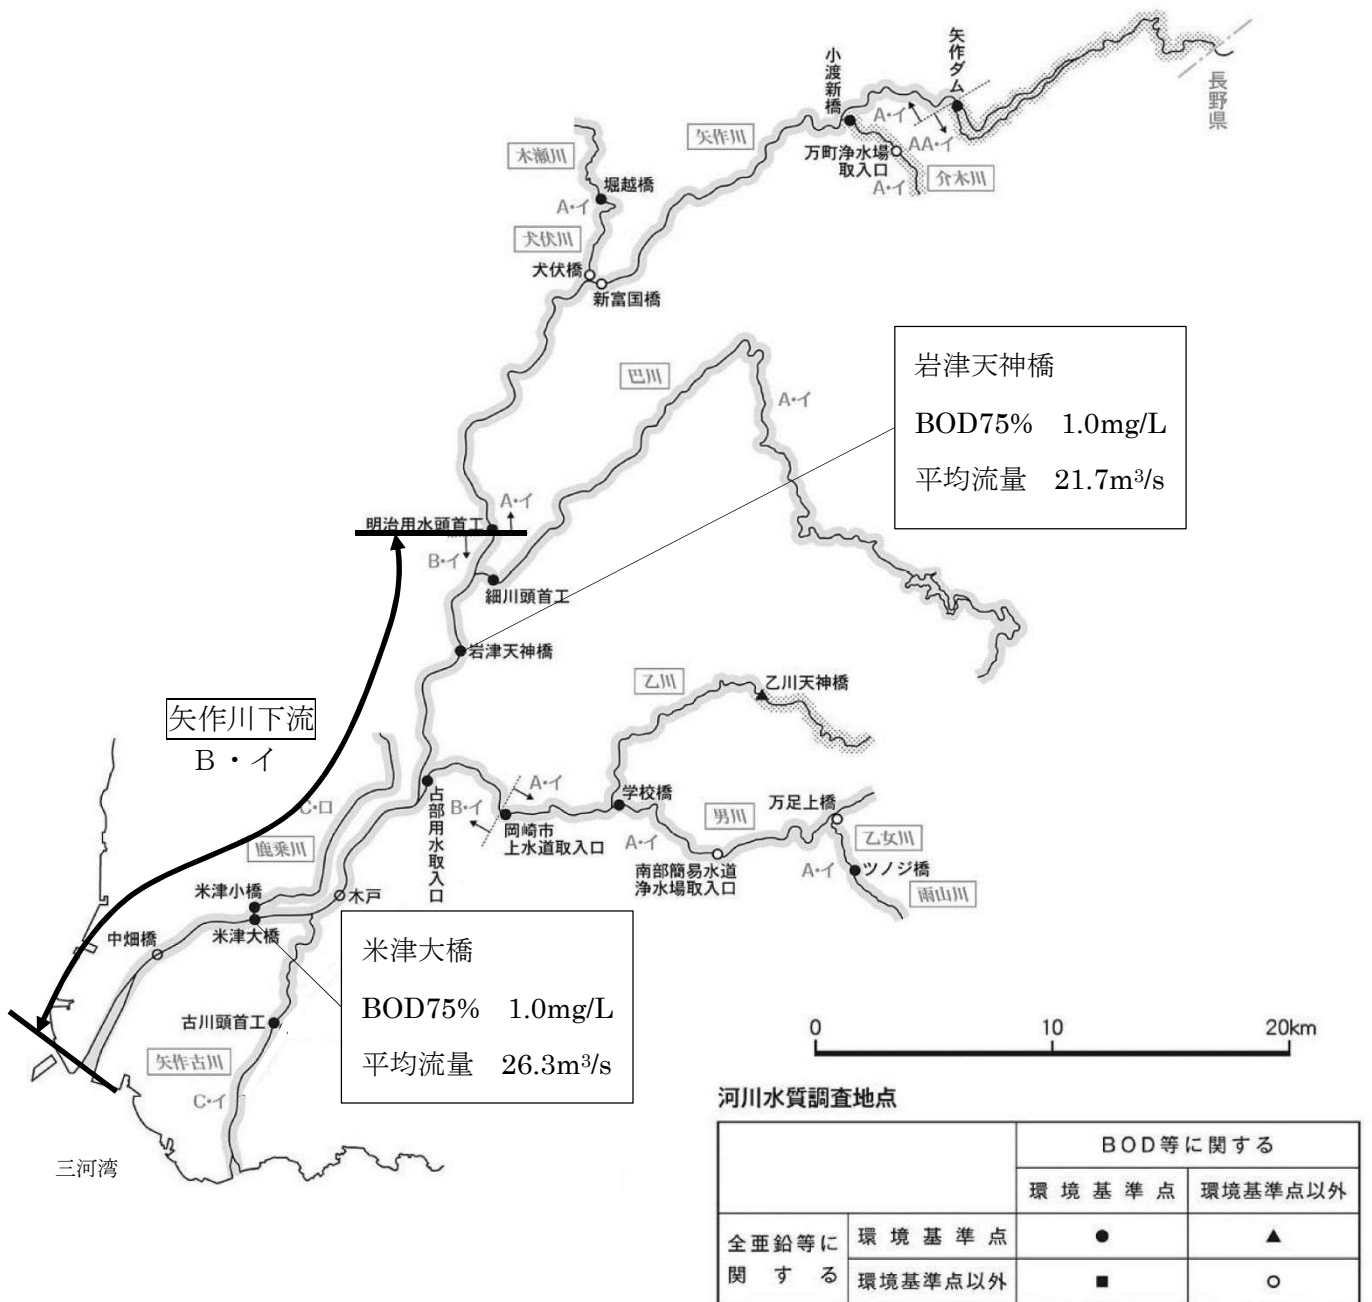 矢作ダム
小渡新橋
長野県
A・イ
AA・イ
矢作川
万町浄水場
取入口
A・イ
介木川
木瀬川
堀越橋
A・イ
犬伏川
犬伏橋
新富国橋
岩津天神橋
BOD75% 1.0mg/L
平均流量 21.7m³/s
巴川
A・イ
A・イ
明治用水頭首工
B・イ
細川頭首工
岩津天神橋
乙川
乙川天神橋
矢作川下流
B・イ
C・ロ
占部用水取入口
B・イ
A・イ
岡崎市
上水道取入口
学校橋
A・イ
男川
万足上橋
乙女川
A・イ
ツノジ橋
雨山川
南部簡易水道
浄水場取入口
鹿乗川
米津小橋
木戸
中畑橋
米津大橋
米津大橋
BOD75% 1.0mg/L
平均流量 26.3m³/s
古川頭首工
矢作古川
C・イ
三河湾
0 10 20km
河川水質調査地点
BOD等に関する
環境基準点 環境基準点以外
全亜鉛等に
関する
環境基準点 ● ▲
環境基準点以外 ■ ○